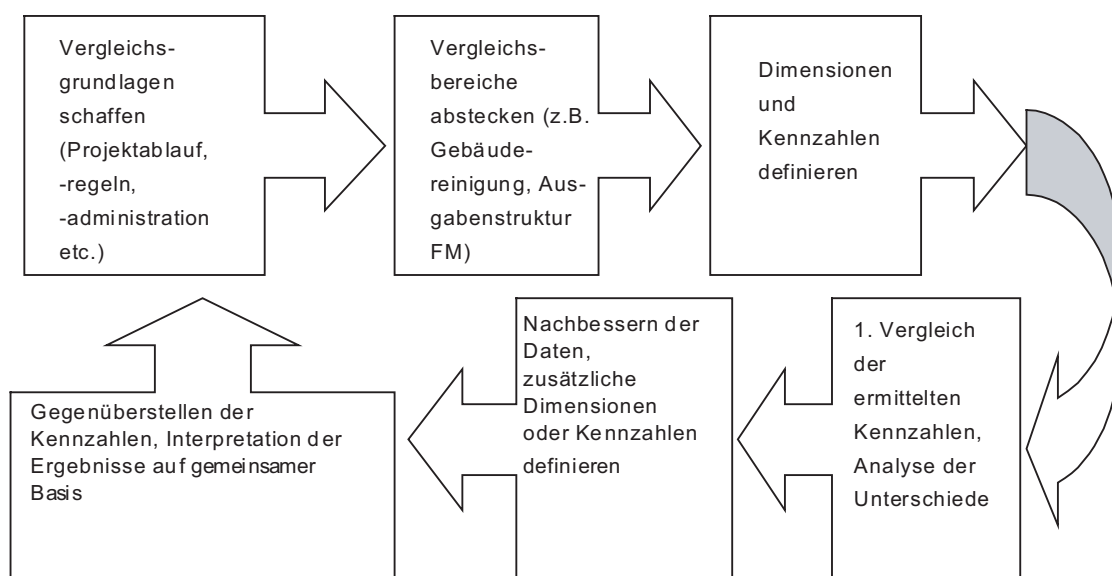 Vergleichs-
grundlagen
schaffen
(Projektablauf,
-regeln,
-administration
etc.)
Vergleichs-
bereiche
abstecken (z.B.
Gebäude-
reinigung, Aus-
gabenstruktur
FM)
Dimensionen
und
Kennzahlen
definieren
1. Vergleich
der
ermittelten
Kennzahlen,
Analyse der
Unterschiede
Nachbessern der
Daten,
zusätzliche
Dimensionen
oder Kennzahlen
definieren
Gegenüberstellen der
Kennzahlen, Interpretation der
Ergebnisse auf gemeinsamer
Basis